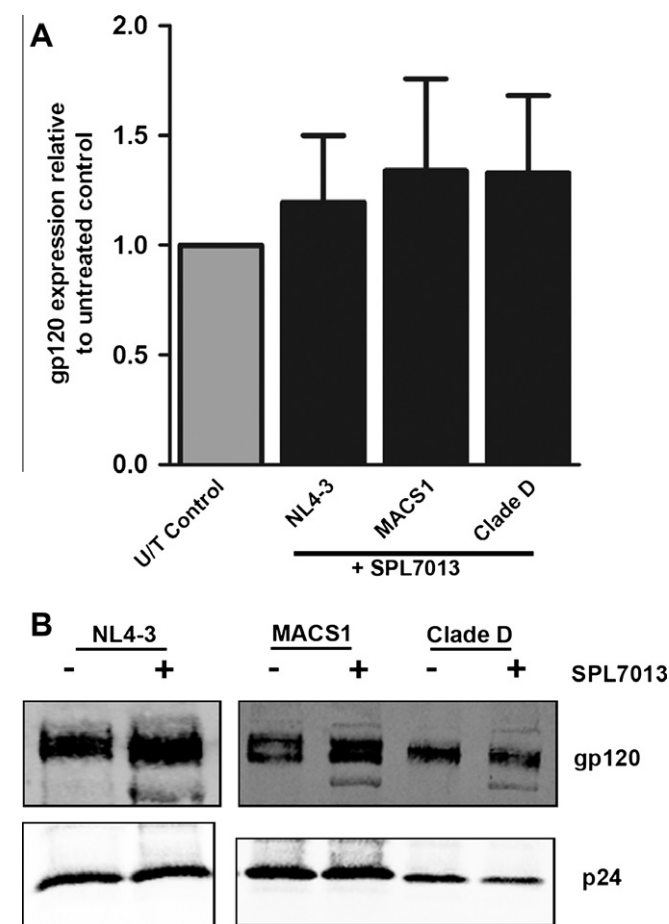 A
gp120 expression relative
to untreated control
2.0
1.5
1.0
0.5
0.0
U/T Control
NL4-3
MACS1
Clade D
+ SPL7013
B
NL4-3 MACS1 Clade D
- + - + - + SPL7013
gp120
p24